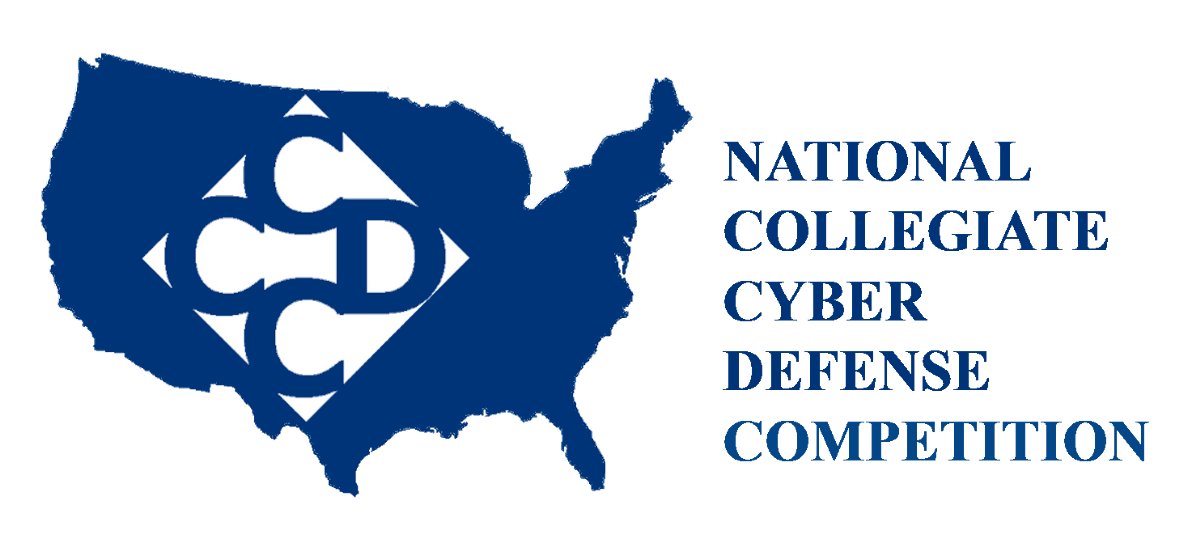 C
C D
C
NATIONAL
COLLEGIATE
CYBER
DEFENSE
COMPETITION